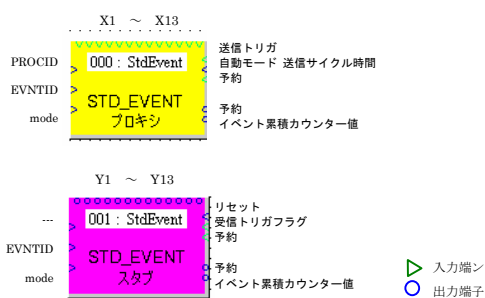 X1 ～ X13
送信トリガ
自動モード 送信サイクル時間
予約
PROCID
000 : StdEvent
EVNTID
STD_EVENT
プロキシ
mode
予約
イベント累積カウンター値
Y1 ～ Y13
リセット
受信トリガフラグ
予約
---
001 : StdEvent
EVNTID
STD_EVENT
スタブ
mode
予約
イベント累積カウンター値
入力端ン
出力端子